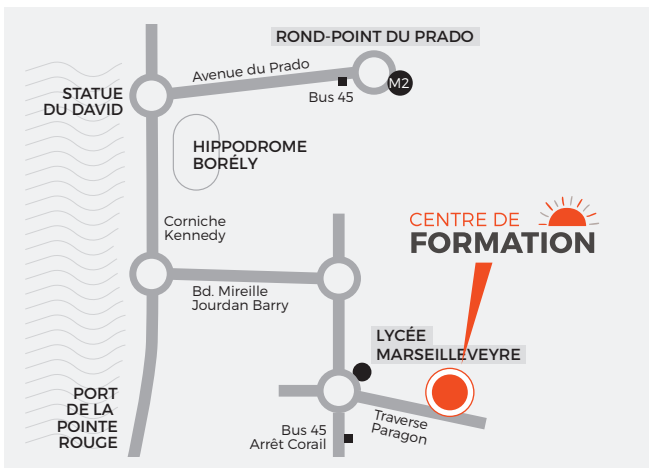 ROND-POINT DU PRADO
Avenue du Prado
M2
Bus 45
STATUE
DU DAVID
HIPPODROME
BORÉLY
Corniche
Kennedy
CENTRE DE
FORMATION
Bd. Mireille
Jourdan Barry
LYCÉE
MARSEILLEVEYRE
PORT
DE LA
POINTE
ROUGE
Traverse
Paragon
Bus 45
Arrêt Corail